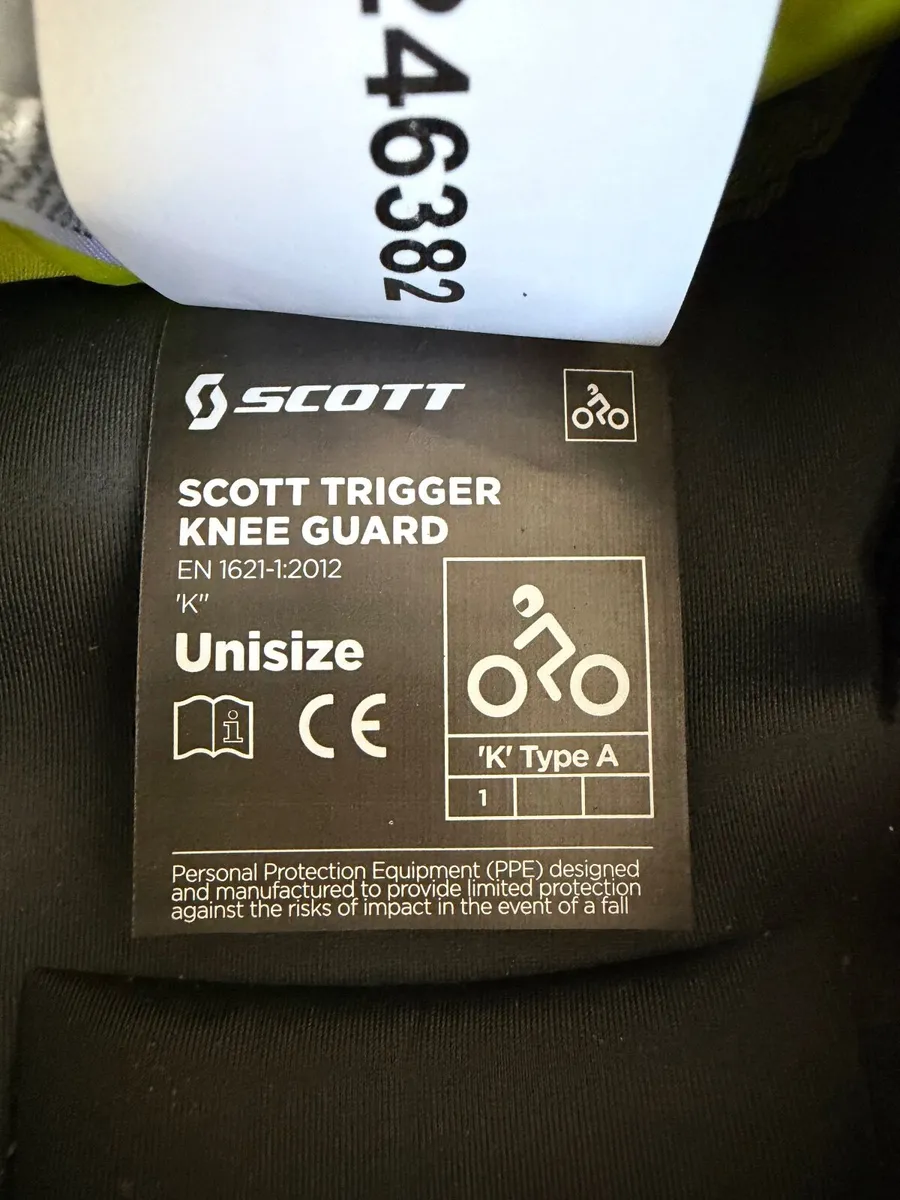 246382
SCOTT
SCOTT TRIGGER
KNEE GUARD
EN 1621-1:2012
'K"
Unisize
i
CE
'K' Type A
1
Personal Protection Equipment (PPE) designed
and manufactured to provide limited protection
against the risks of impact in the event of a fall